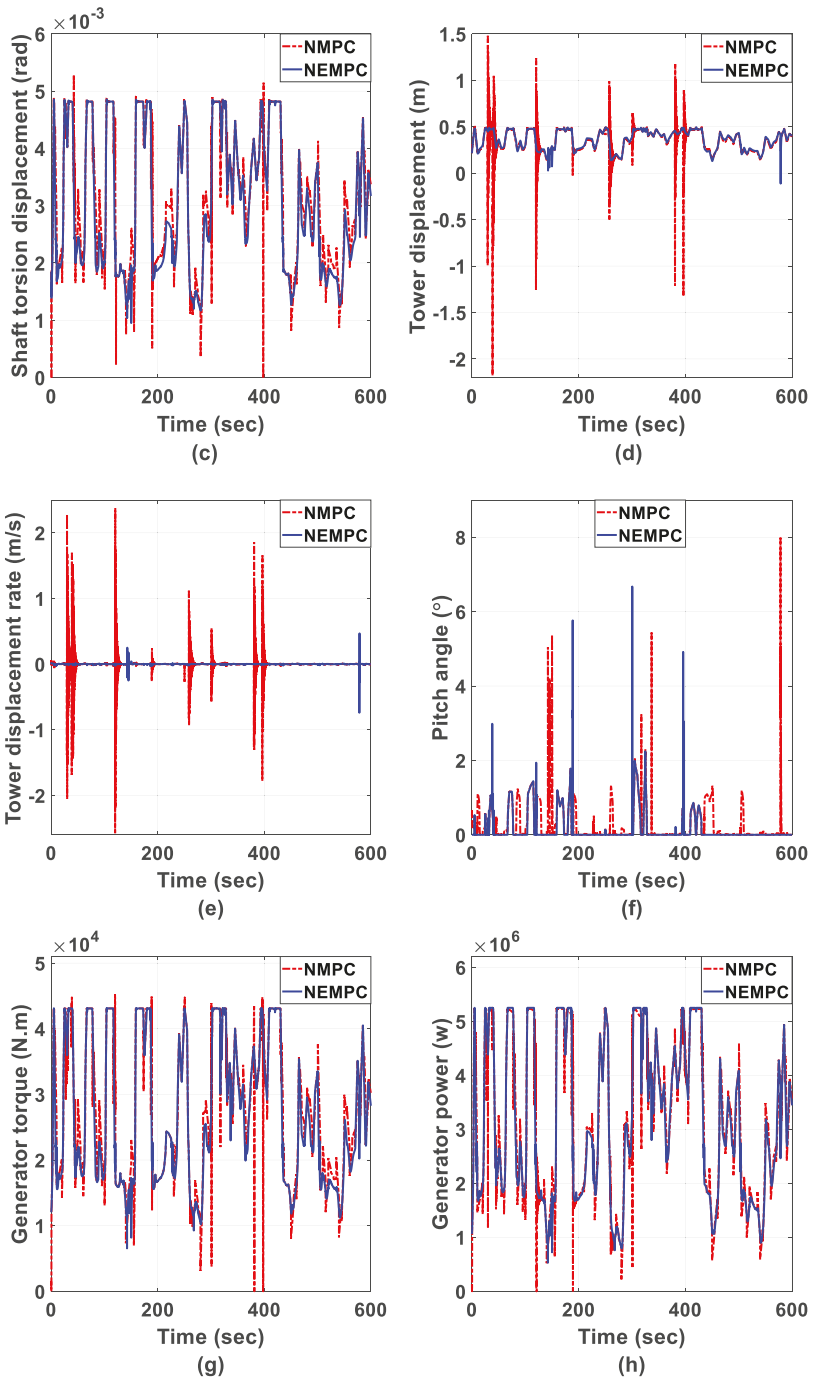 ×10⁻³
6
5
4
3
2
1
0
0 200 400 600
Shaft torsion displacement (rad)
Time (sec)
NMPC
NEMPC
(c)
1.5
1
0.5
0
-0.5
-1
-1.5
-2
0 200 400 600
Tower displacement (m)
Time (sec)
NMPC
NEMPC
(d)
2
1
0
-1
-2
0 200 400 600
Tower displacement rate (m/s)
Time (sec)
NMPC
NEMPC
(e)
8
6
4
2
0
0 200 400 600
Pitch angle (°)
Time (sec)
NMPC
NEMPC
(f)
×10⁴
5
4
3
2
1
0
0 200 400 600
Generator torque (N.m)
Time (sec)
NMPC
NEMPC
(g)
×10⁶
6
5
4
3
2
1
0
0 200 400 600
Generator power (w)
Time (sec)
NMPC
NEMPC
(h)